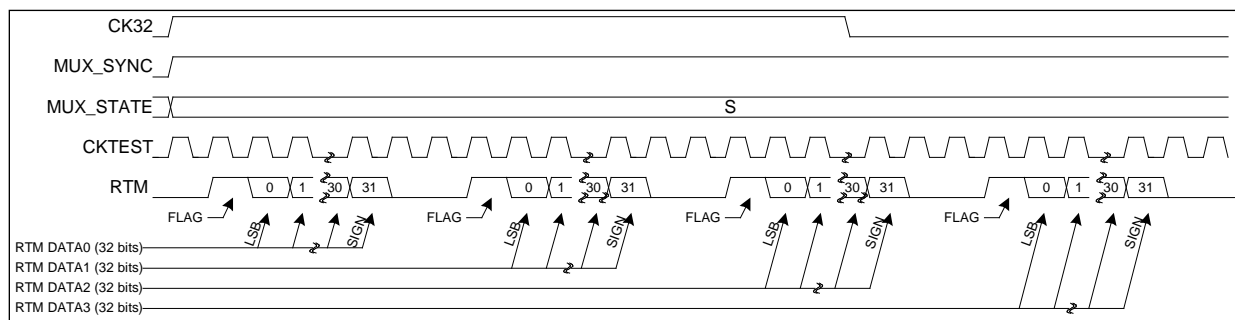 CK32
MUX_SYNC
MUX_STATE S
CKTEST
RTM 0 1 30 31 0 1 30 31 0 1 30 31 0 1 30 31
FLAG FLAG FLAG FLAG
LSB SIGN LSB SIGN LSB SIGN LSB SIGN
RTM DATA0 (32 bits)
RTM DATA1 (32 bits)
RTM DATA2 (32 bits)
RTM DATA3 (32 bits)